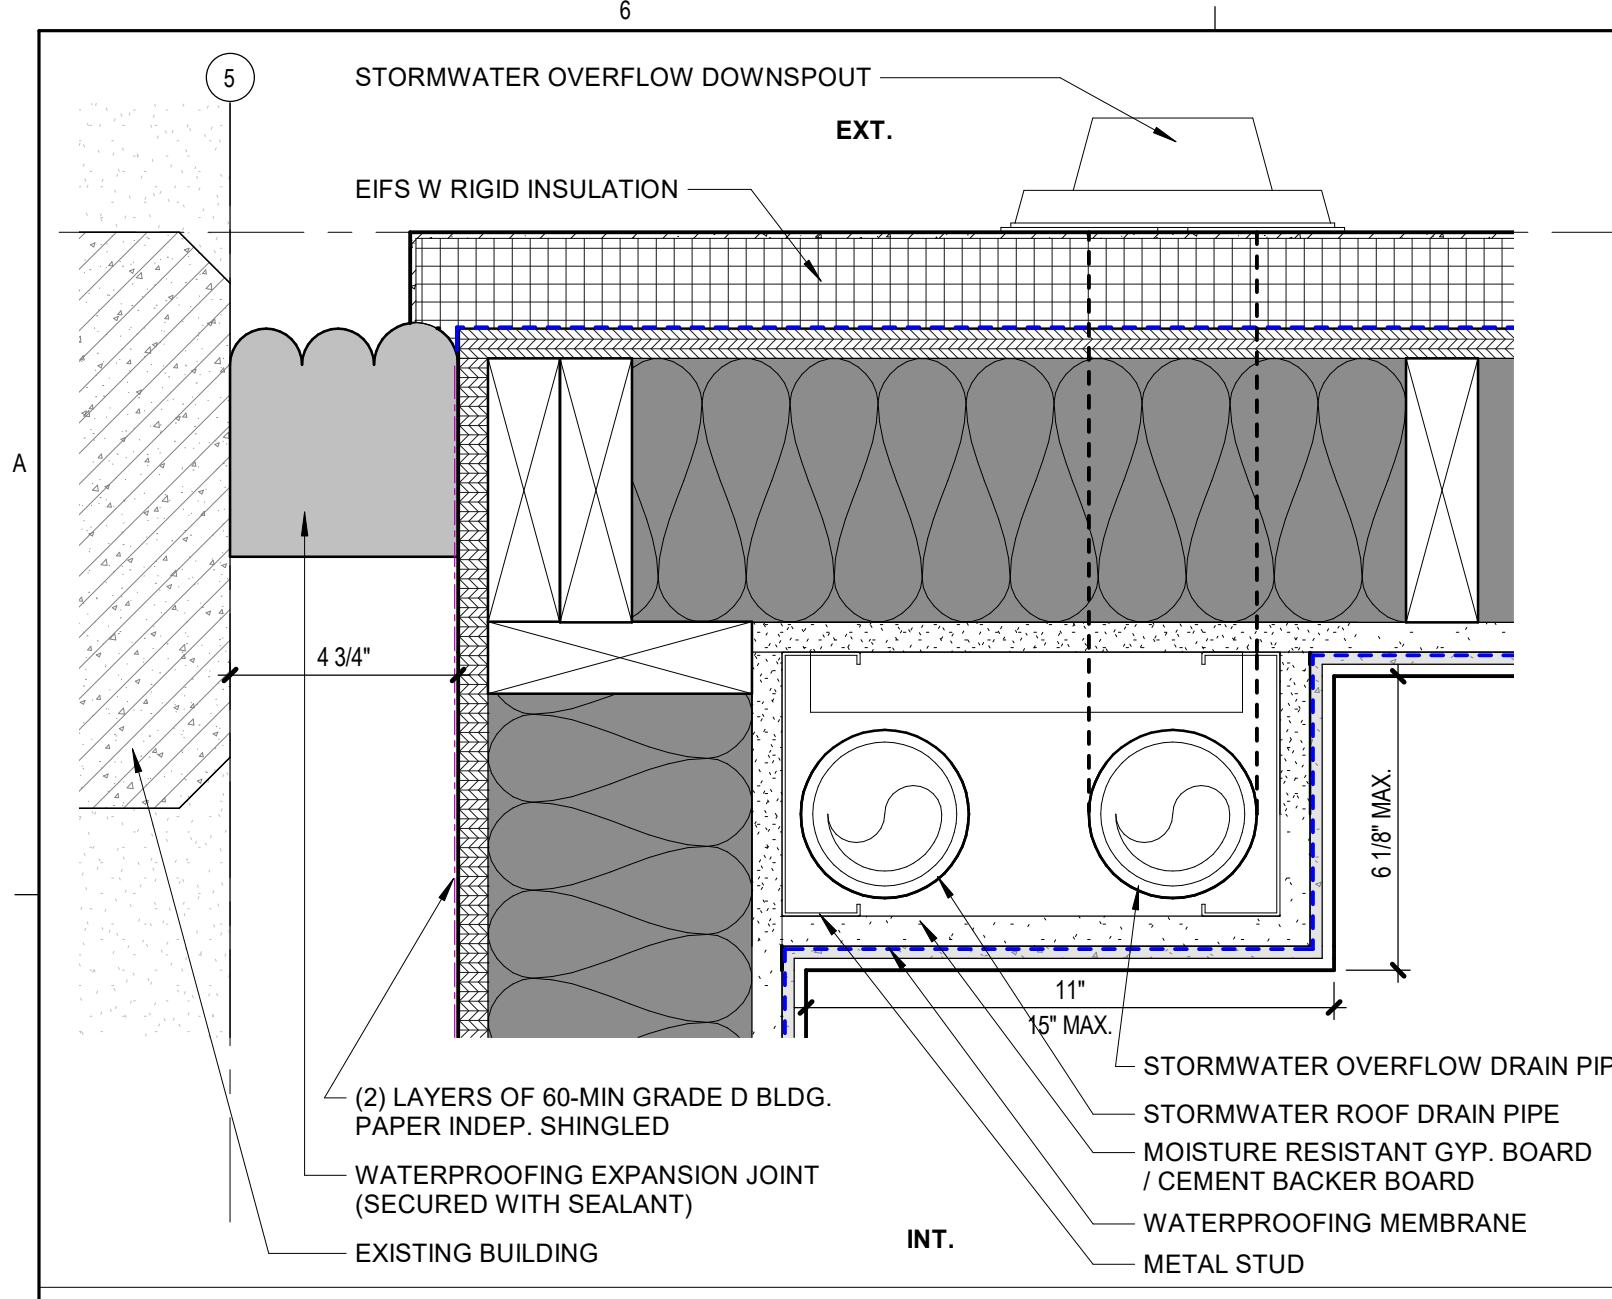 6
5
STORMWATER OVERFLOW DOWNSPOUT
EXT.
EIFS W RIGID INSULATION
A
4 3/4"
6 1/8" MAX.
11"
15" MAX.
STORMWATER OVERFLOW DRAIN PIP
(2) LAYERS OF 60-MIN GRADE D BLDG.
PAPER INDEP. SHINGLED
STORMWATER ROOF DRAIN PIPE
MOISTURE RESISTANT GYP. BOARD
/ CEMENT BACKER BOARD
WATERPROOFING EXPANSION JOINT
(SECURED WITH SEALANT)
WATERPROOFING MEMBRANE
INT.
EXISTING BUILDING
METAL STUD